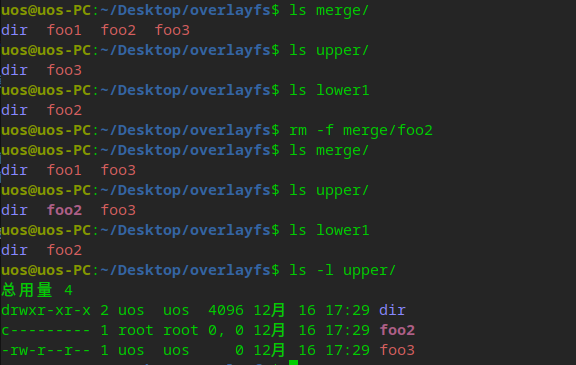 uos@uos-PC:~/Desktop/overlayfs$ ls merge/
dir  foo1  foo2  foo3
uos@uos-PC:~/Desktop/overlayfs$ ls upper/
dir  foo3
uos@uos-PC:~/Desktop/overlayfs$ ls lower1
dir  foo2
uos@uos-PC:~/Desktop/overlayfs$ rm -f merge/foo2
uos@uos-PC:~/Desktop/overlayfs$ ls merge/
dir  foo1  foo3
uos@uos-PC:~/Desktop/overlayfs$ ls upper/
dir  foo2  foo3
uos@uos-PC:~/Desktop/overlayfs$ ls lower1
dir  foo2
uos@uos-PC:~/Desktop/overlayfs$ ls -l upper/
总用量 4
drwxr-xr-x 2 uos  uos  4096 12月  16 17:29 dir
c--------- 1 root root 0, 0 12月  16 17:29 foo2
-rw-r--r-- 1 uos  uos     0 12月  16 17:29 foo3